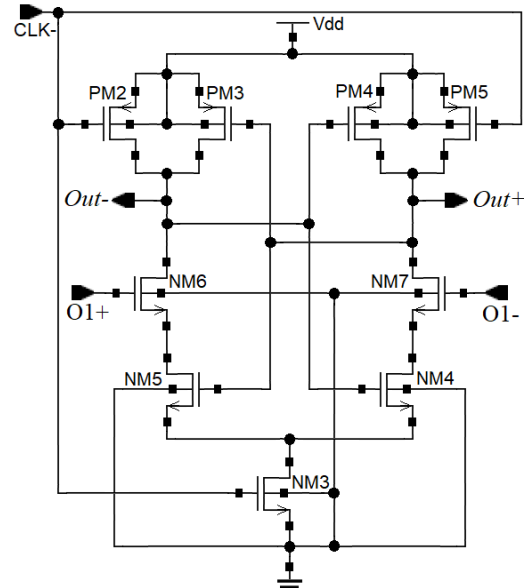 CLK-
Vdd
PM2
PM3
PM4
PM5
Out-
Out+
NM6
NM7
O1+
O1-
NM5
NM4
NM3